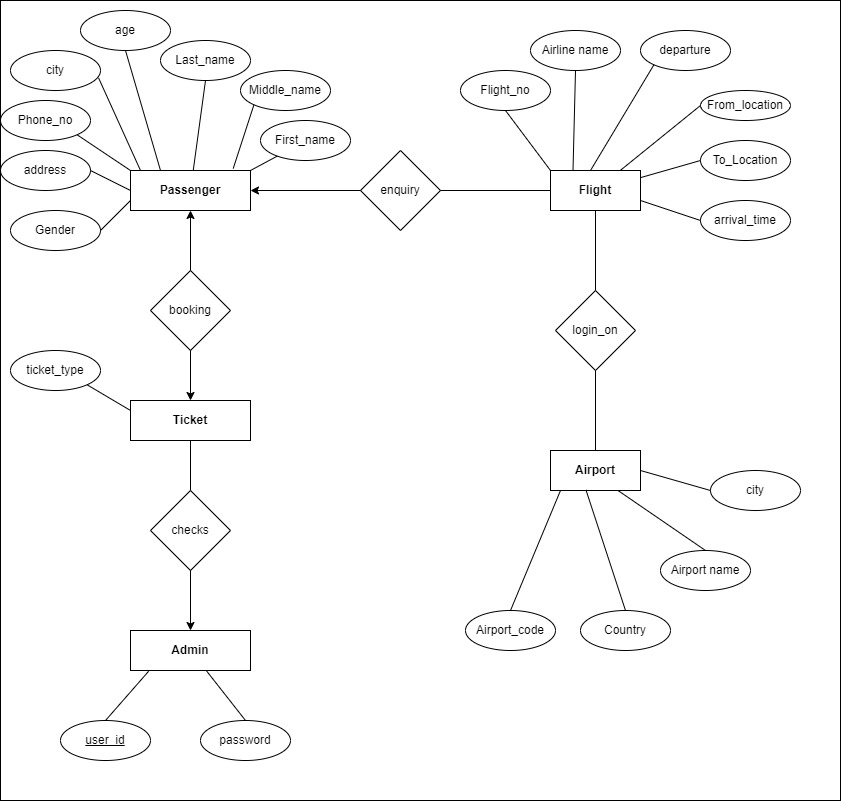 age
Last_name
city
Middle_name
Phone_no
First_name
address
Passenger
Gender
Airline name
departure
Flight_no
From_location
To_Location
enquiry
Flight
arrival_time
booking
login_on
ticket_type
Ticket
Airport
city
checks
Airport name
Airport_code
Country
Admin
user_id
password